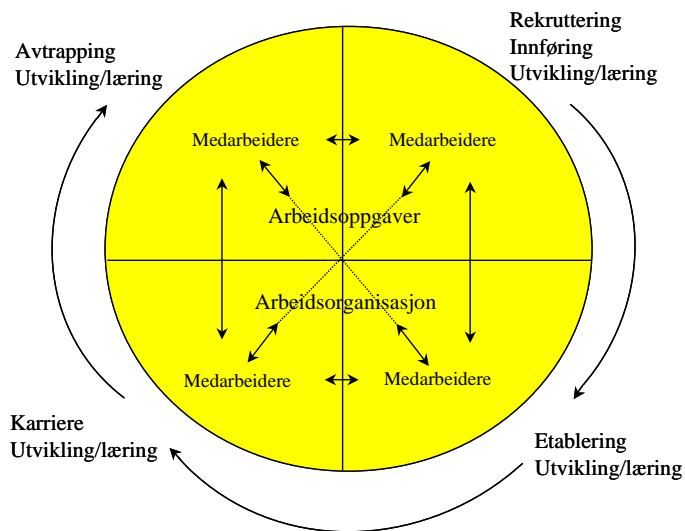 Avtrapping
Utvikling/læring
Rekruttering
Innføring
Utvikling/læring
Medarbeidere
Medarbeidere
Arbeidsoppgaver
Arbeidsorganisasjon
Medarbeidere
Medarbeidere
Karriere
Utvikling/læring
Etablering
Utvikling/læring